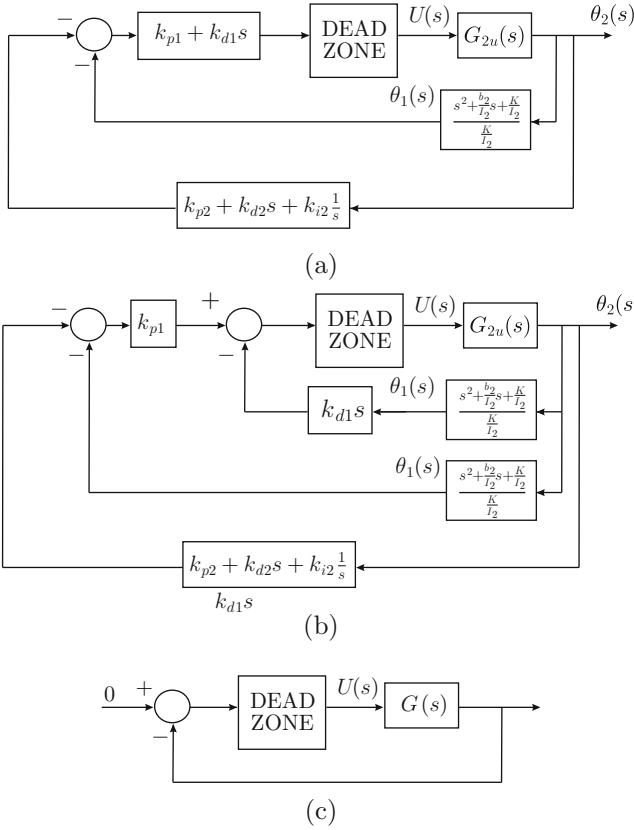 − k_{p1} + k_{d1}s DEAD ZONE U(s) G_{2u}(s) θ_2(s)
−
θ_1(s) \frac{s^2+\frac{b_2}{I_2}s+\frac{K}{I_2}}{\frac{K}{I_2}}
k_{p2} + k_{d2}s + k_{i2}\frac{1}{s}
(a)
− k_{p1} + DEAD ZONE U(s) G_{2u}(s) θ_2(s
− −
k_{d1}s θ_1(s) \frac{s^2+\frac{b_2}{I_2}s+\frac{K}{I_2}}{\frac{K}{I_2}}
θ_1(s) \frac{s^2+\frac{b_2}{I_2}s+\frac{K}{I_2}}{\frac{K}{I_2}}
k_{p2} + k_{d2}s + k_{i2}\frac{1}{s}
k_{d1}s
(b)
0 + DEAD ZONE U(s) G(s)
−
(c)